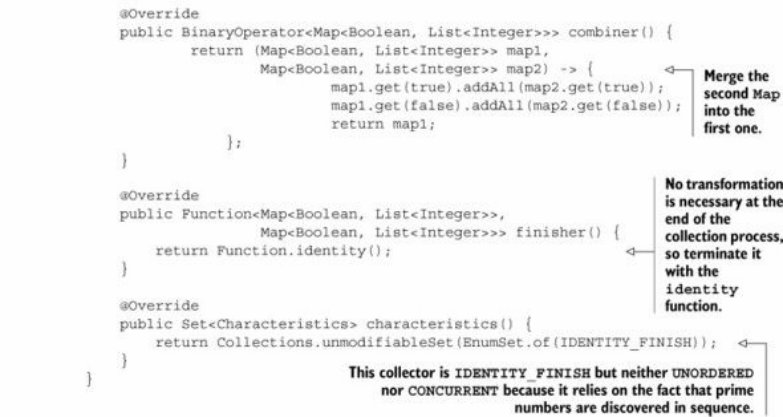 @Override
public BinaryOperator<Map<Boolean, List<Integer>>> combiner() {
return (Map<Boolean, List<Integer>> map1,
Map<Boolean, List<Integer>> map2) -> {
map1.get(true).addAll(map2.get(true));
map1.get(false).addAll(map2.get(false));
return map1;
};
}
Merge the
second Map
into the
first one.
@Override
public Function<Map<Boolean, List<Integer>>,
Map<Boolean, List<Integer>>> finisher() {
return Function.identity();
}
No transformation
is necessary at the
end of the
collection process,
so terminate it
with the
identity
function.
@Override
public Set<Characteristics> characteristics() {
return Collections.unmodifiableSet(EnumSet.of(IDENTITY_FINISH));
}
}
This collector is IDENTITY_FINISH but neither UNORDERED
nor CONCURRENT because it relies on the fact that prime
numbers are discovered in sequence.